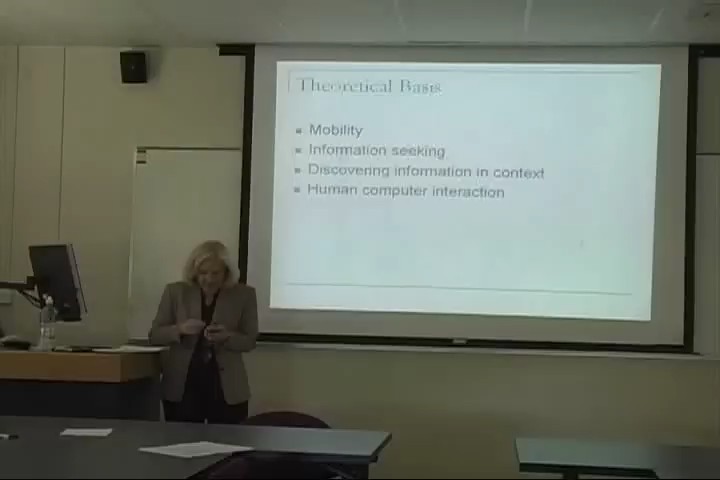 Theoretical Basis
Mobility
Information seeking
Discovering information in context
Human computer interaction